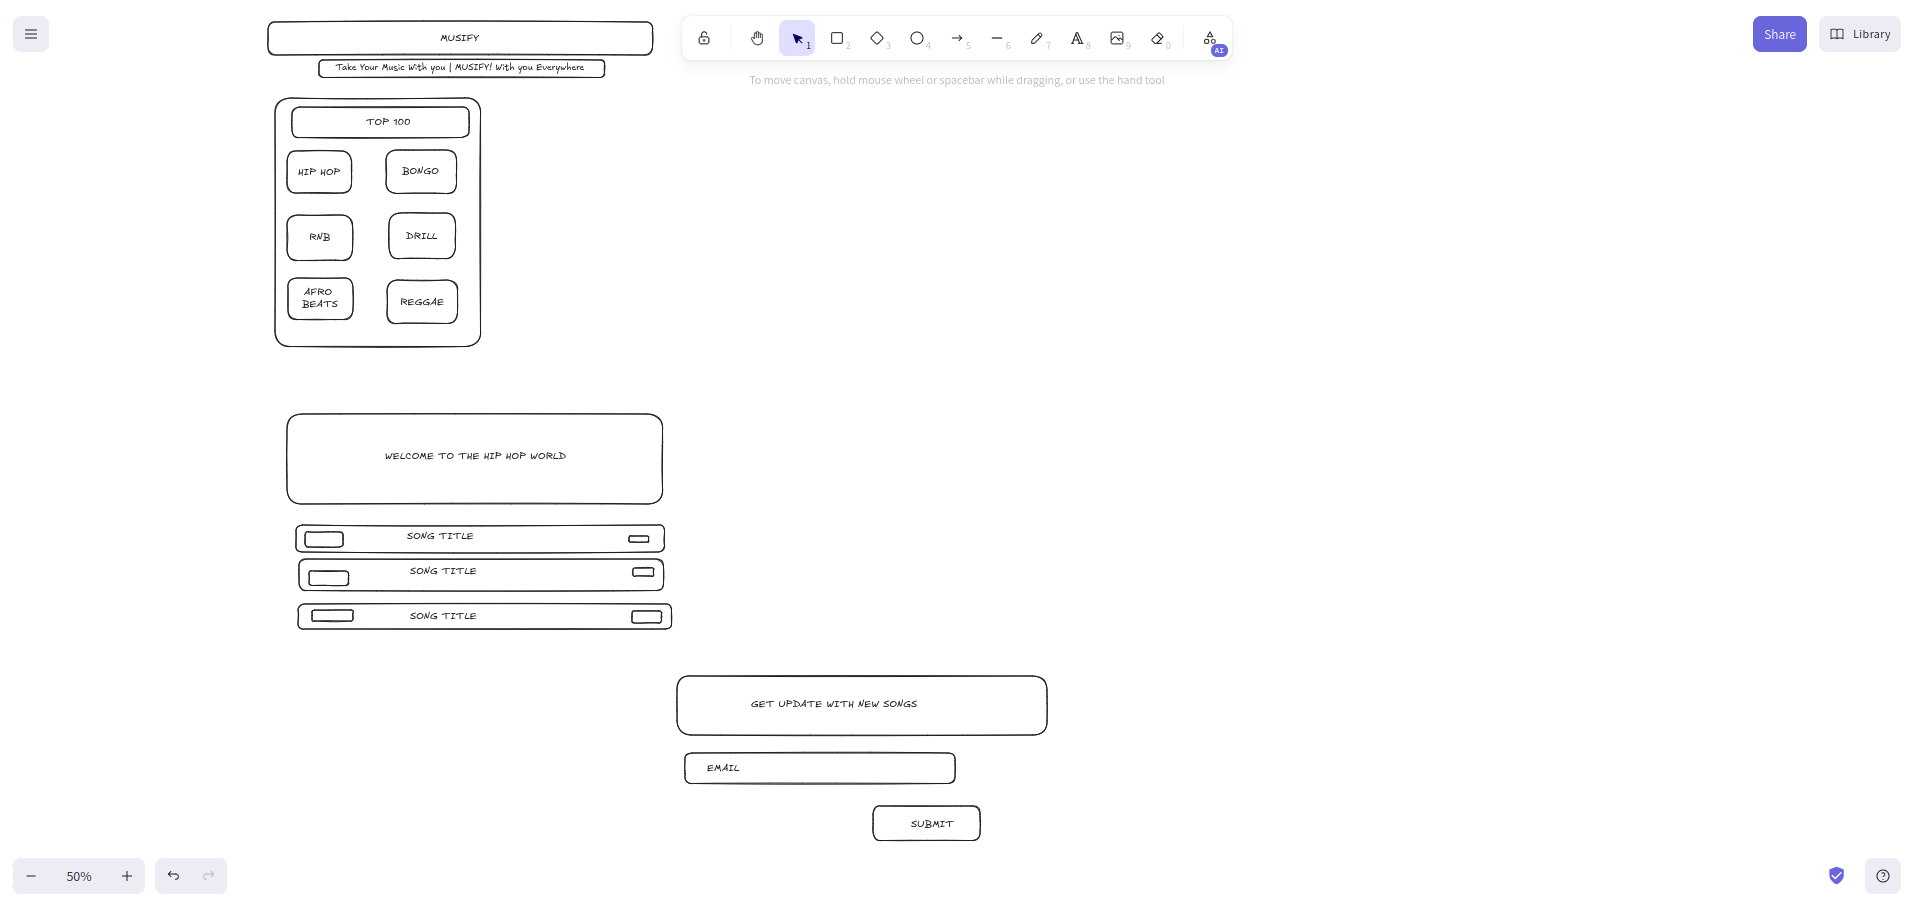 MUSIFY
Take Your Music With you | MUSIFY! With you Everywhere
1
2
3
4
5
6
7
8
9
0
AI
Share
Library
To move canvas, hold mouse wheel or spacebar while dragging, or use the hand tool
TOP 100
HIP HOP
BONGO
RNB
DRILL
AFRO
BEATS
REGGAE
WELCOME TO THE HIP HOP WORLD
SONG TITLE
SONG TITLE
SONG TITLE
GET UPDATE WITH NEW SONGS
EMAIL
SUBMIT
50%